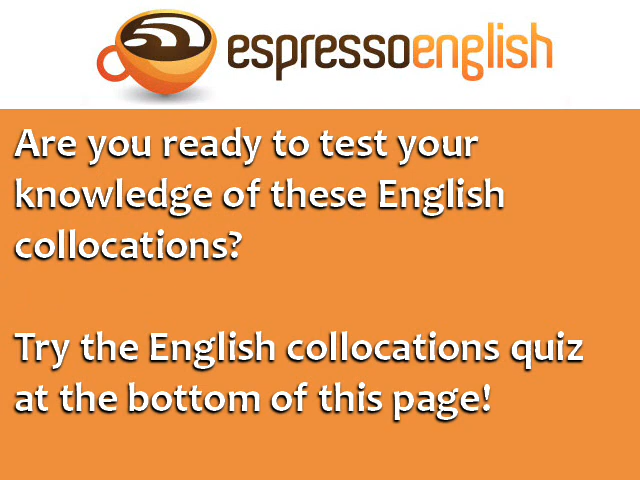 espressoenglish
Are you ready to test your
knowledge of these English
collocations?
Try the English collocations quiz
at the bottom of this page!